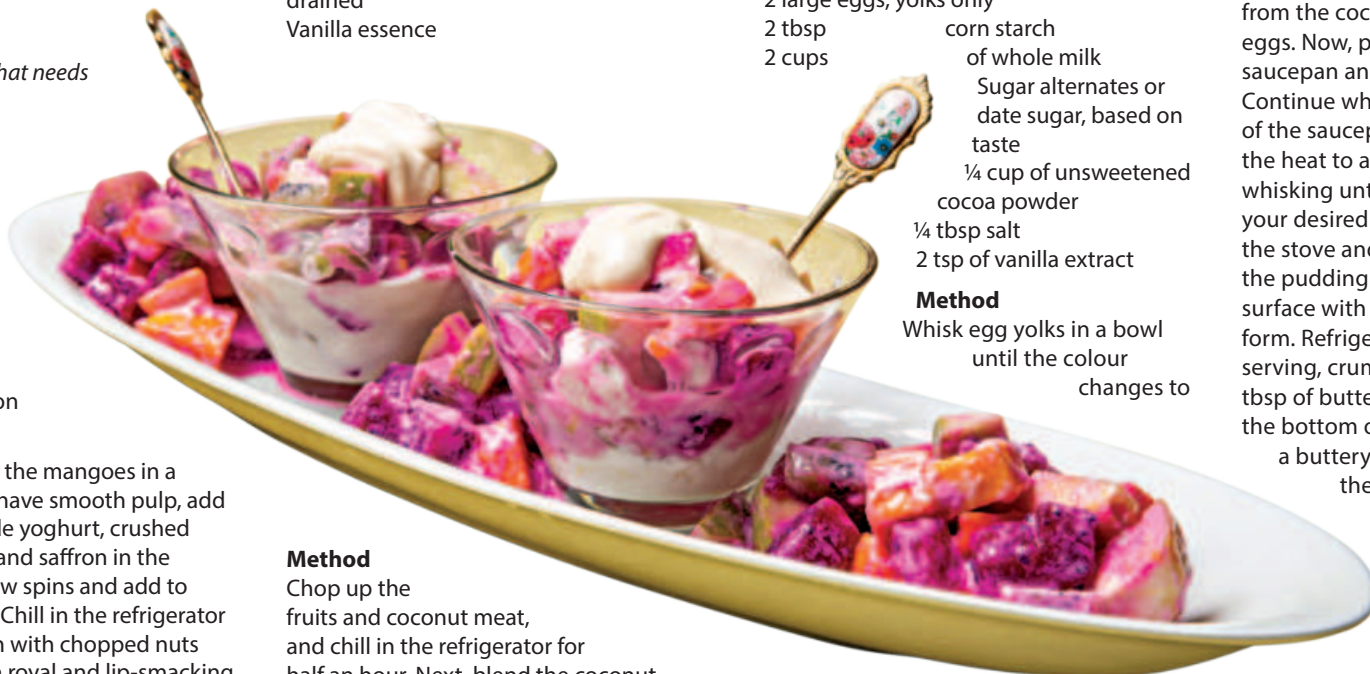 hat needs
on
the mangoes in a
have smooth pulp, add
le yoghurt, crushed
and saffron in the
w spins and add to
Chill in the refrigerator
n with chopped nuts
royal and lip-smacking
drained
Vanilla essence
Method
Chop up the
fruits and coconut meat,
and chill in the refrigerator for
half an hour. Next, blend the coconut
2 large eggs, yolks only
2 tbsp corn starch
2 cups of whole milk
Sugar alternates or
date sugar, based on
taste
¼ cup of unsweetened
cocoa powder
¼ tbsp salt
2 tsp of vanilla extract
Method
Whisk egg yolks in a bowl
until the colour
changes to
from the coc
eggs. Now, p
saucepan an
Continue wh
of the saucep
the heat to a
whisking unt
your desired
the stove and
the pudding
surface with
form. Refrige
serving, crun
tbsp of butte
the bottom o
a buttery
the